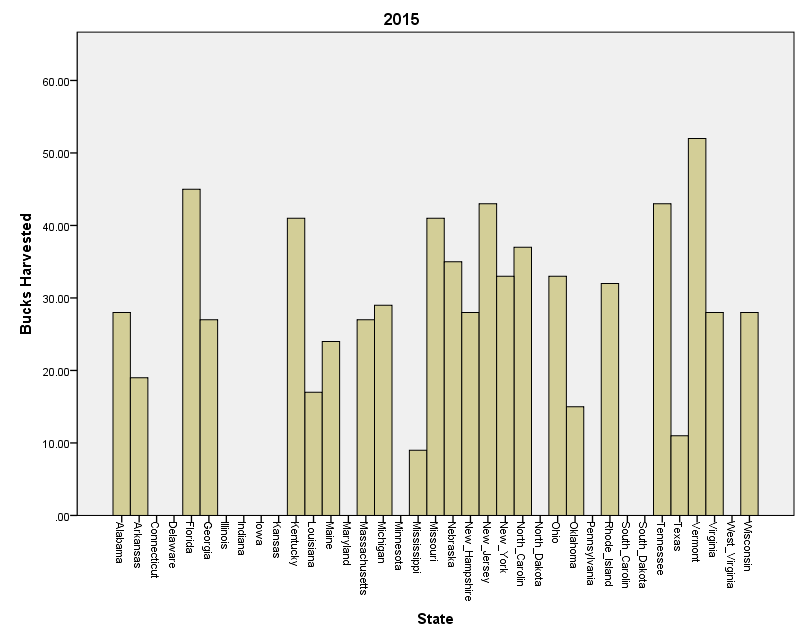 2015
60.00
50.00
40.00
30.00
20.00
10.00
.00
Bucks Harvested
Alabama
Arkansas
Connecticut
Delaware
Florida
Georgia
Illinois
Indiana
Iowa
Kansas
Kentucky
Louisiana
Maine
Maryland
Massachusetts
Michigan
Minnesota
Mississippi
Missouri
Nebraska
New_Hampshire
New_Jersey
New_York
North_Carolin
North_Dakota
Ohio
Oklahoma
Pennsylvania
Rhode_Island
South_Carolin
South_Dakota
Tennessee
Texas
Vermont
Virginia
West_Virginia
Wisconsin
State